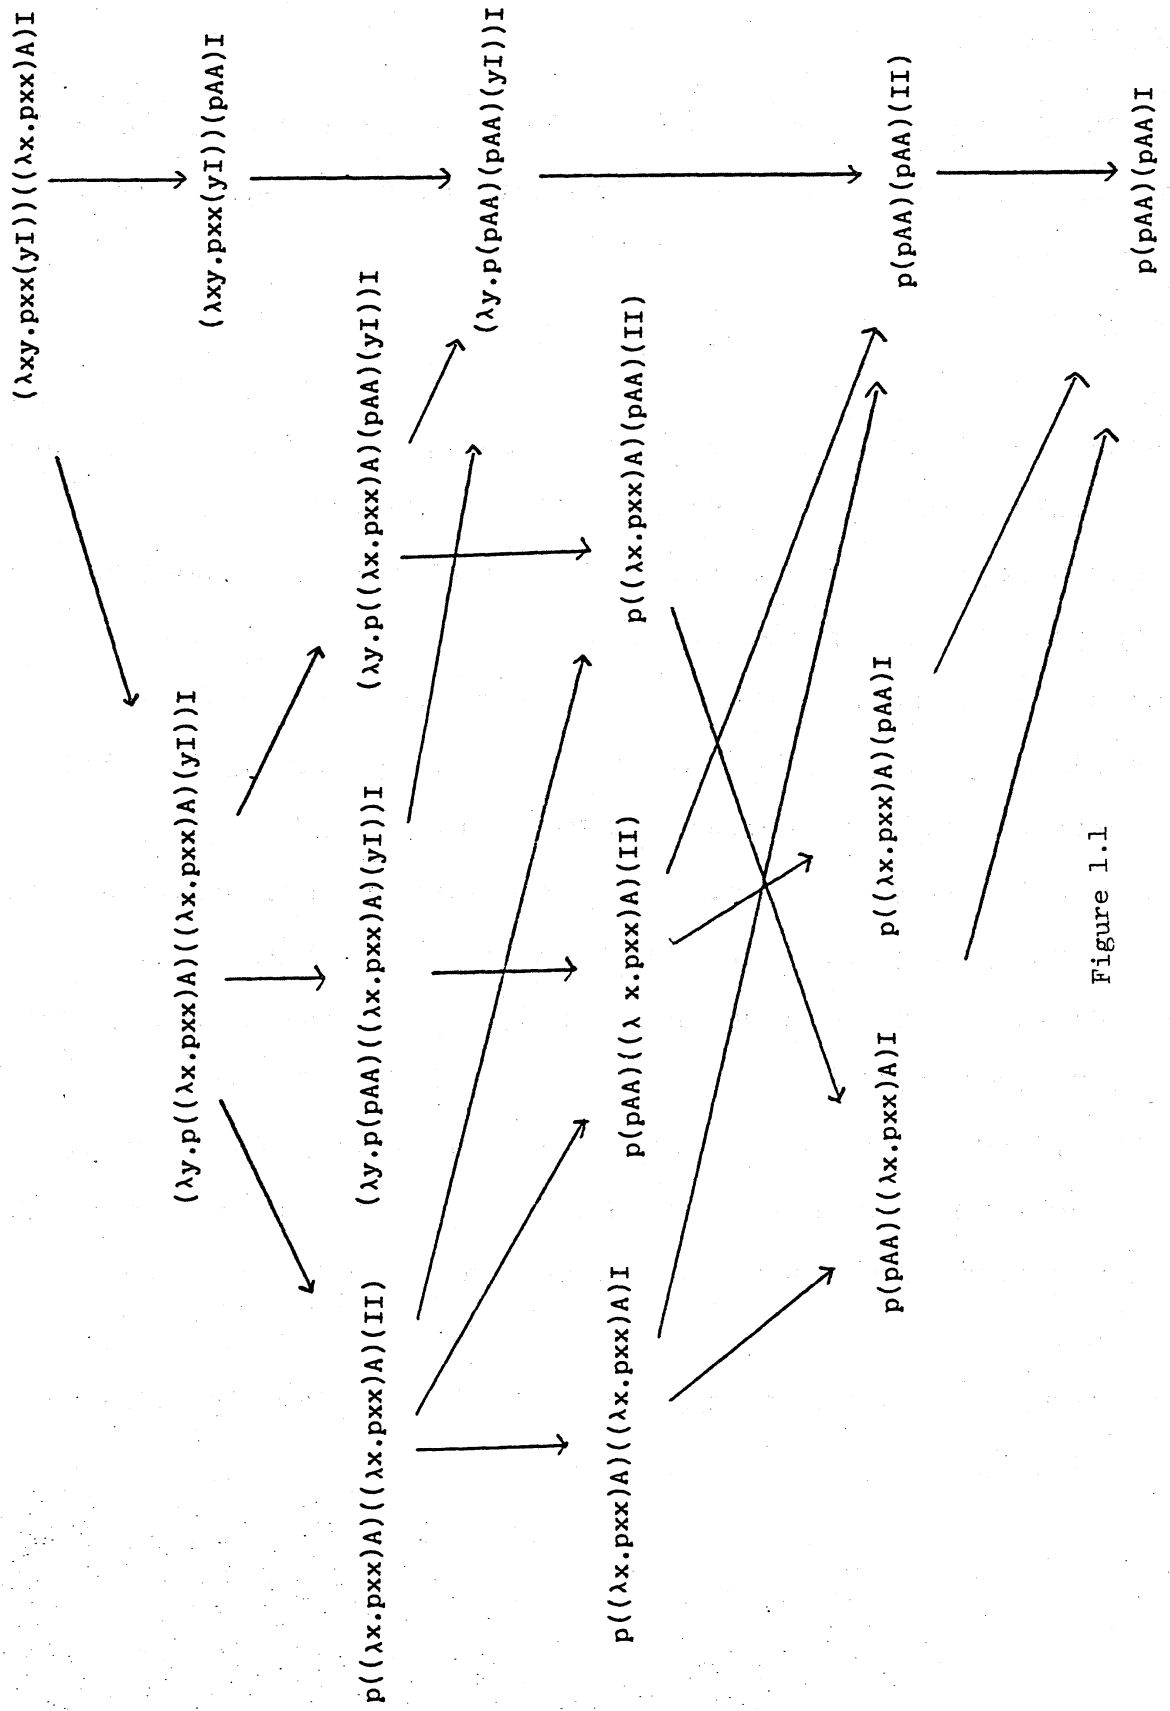 (λxy.pxx(yI))((λx.pxx)A)I
(λxy.pxx(yI))(pAA)I
(λy.p((λx.pxx)A)((λx.pxx)A)(yI))I
(λy.p((λx.pxx)A)(pAA)(yI))I
(λy.p(pAA)(pAA)(yI))I
(λy.p(pAA)((λx.pxx)A)(yI))I
p((λx.pxx)A)((λx.pxx)A)(II)
p((λx.pxx)A)(pAA)(II)
p(pAA)((λ x.pxx)A)(II)
p((λx.pxx)A)((λx.pxx)A)I
p(pAA)(pAA)(II)
p((λx.pxx)A)(pAA)I
p(pAA)((λx.pxx)A)I
p(pAA)(pAA)I
Figure 1.1